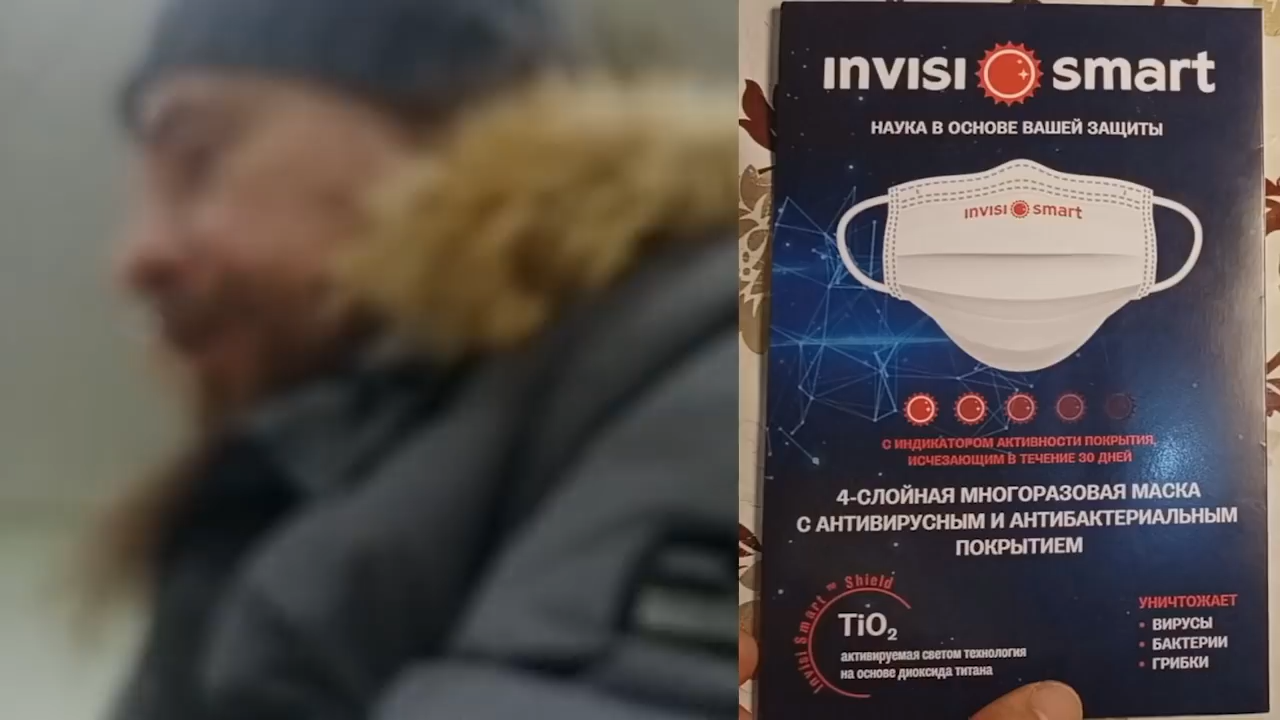 INVISI smart
НАУКА В ОСНОВЕ ВАШЕЙ ЗАЩИТЫ
INVISI smart
С ИНДИКАТОРОМ АКТИВНОСТИ ПОКРЫТИЯ,
ИСЧЕЗАЮЩИМ В ТЕЧЕНИЕ 30 ДНЕЙ
4-СЛОЙНАЯ МНОГОРАЗОВАЯ МАСКА
С АНТИВИРУСНЫМ И АНТИБАКТЕРИАЛЬНЫМ
ПОКРЫТИЕМ
Invisi Smart ™ Shield
TiO₂
активируемая светом технология
на основе диоксида титана
УНИЧТОЖАЕТ
• ВИРУСЫ
• БАКТЕРИИ
• ГРИБКИ